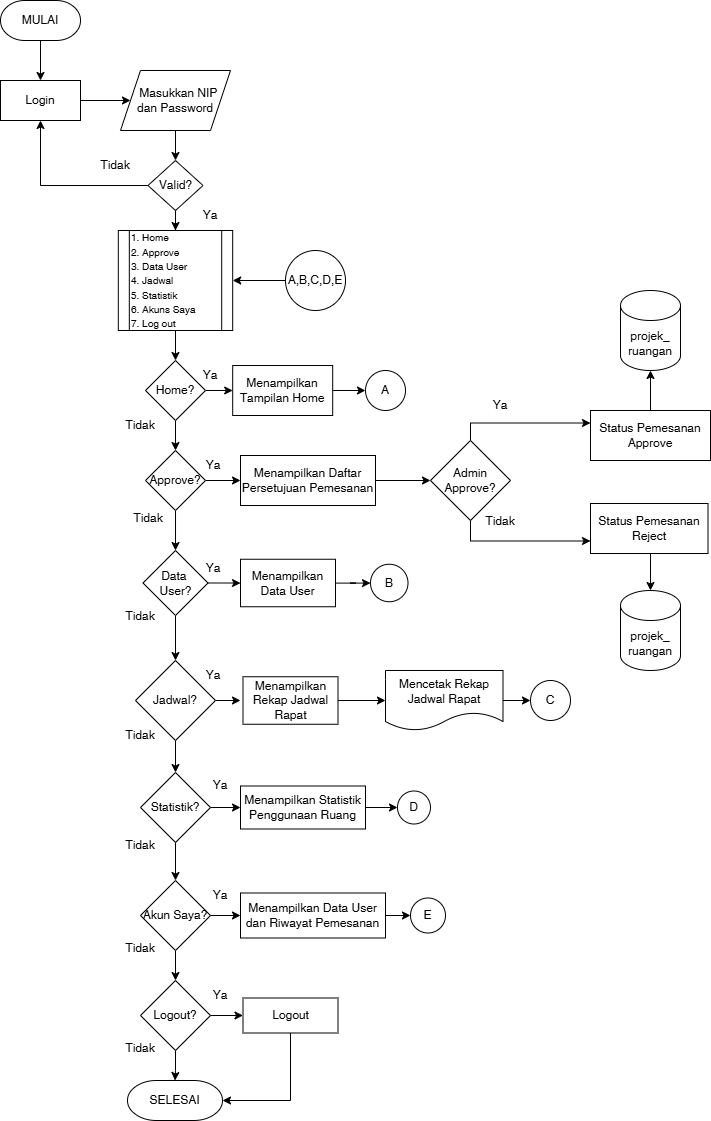 MULAI
Login
Masukkan NIP
dan Password
Tidak
Valid?
Ya
1. Home
2. Approve
3. Data User
4. Jadwal
5. Statistik
6. Akuns Saya
7. Log out
A,B,C,D,E
projek_
ruangan
Home?
Ya
Menampilkan
Tampilan Home
A
Tidak
Ya
Status Pemesanan
Approve
Approve?
Ya
Menampilkan Daftar
Persetujuan Pemesanan
Admin
Approve?
Tidak
Tidak
Status Pemesanan
Reject
Data
User?
Ya
Menampilkan
Data User
B
Tidak
projek_
ruangan
Jadwal?
Ya
Menampilkan
Rekap Jadwal
Rapat
Mencetak Rekap
Jadwal Rapat
C
Tidak
Statistik?
Ya
Menampilkan Statistik
Penggunaan Ruang
D
Tidak
Akun Saya?
Ya
Menampilkan Data User
dan Riwayat Pemesanan
E
Tidak
Logout?
Ya
Logout
Tidak
SELESAI